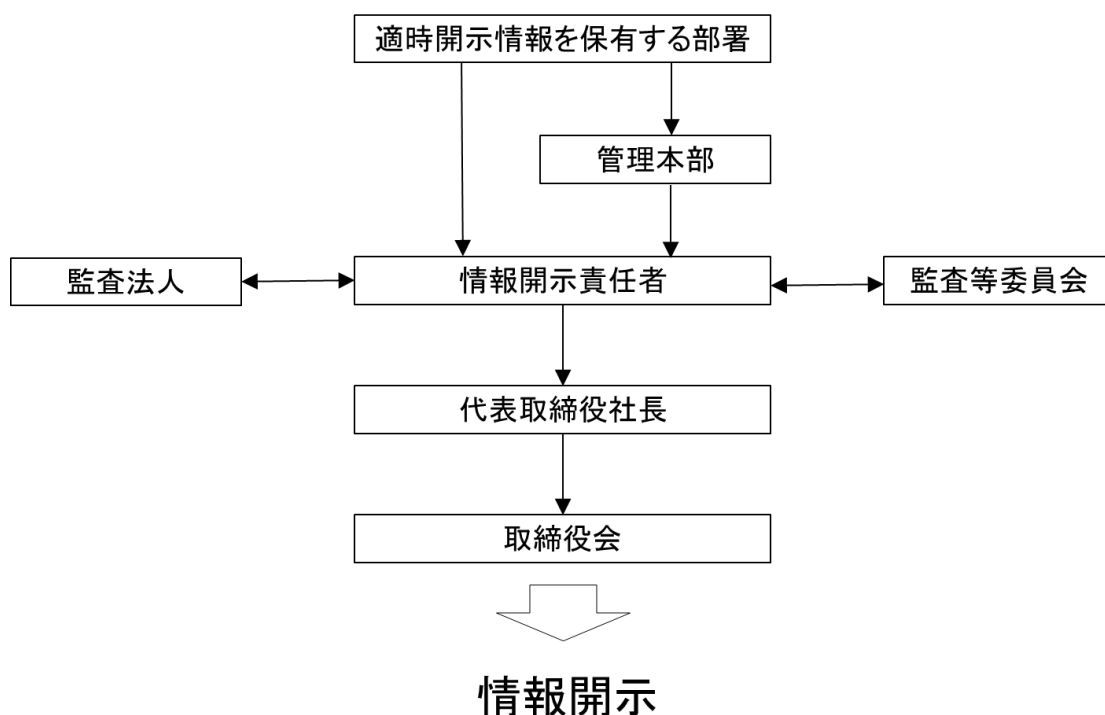 適時開示情報を保有する部署
管理本部
監査法人
情報開示責任者
監査等委員会
代表取締役社長
取締役会
情報開示